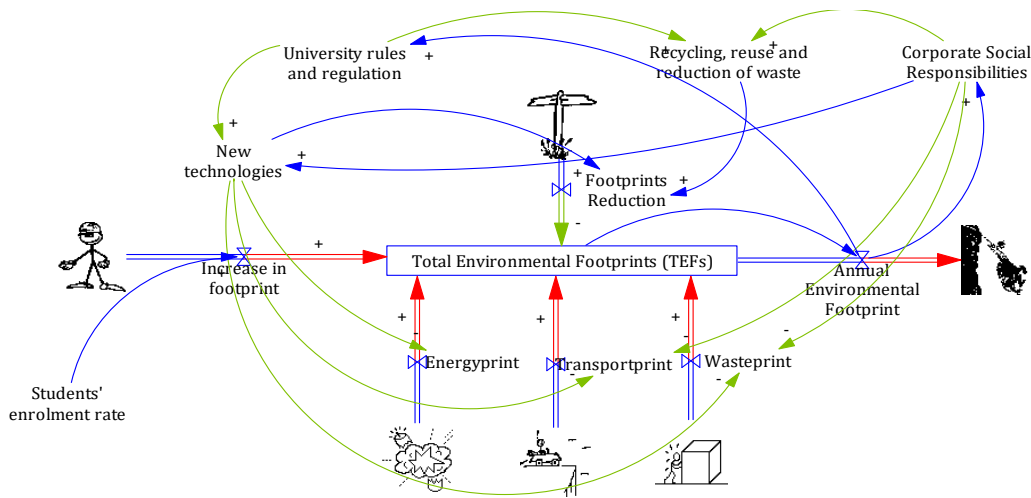 University rules
and regulation
Recycling, reuse and
reduction of waste
Corporate Social
Responsibilities
+
+
+
+
+
+
+
New
technologies
Footprints
Reduction
+
+
-
Increase in
footprint
+
+
Total Environmental Footprints (TEFs)
Annual
Environmental
Footprint
+
+
+
-
-
-
Energyprint
Transportprint
Wasteprint
-
-
Students'
enrolment rate